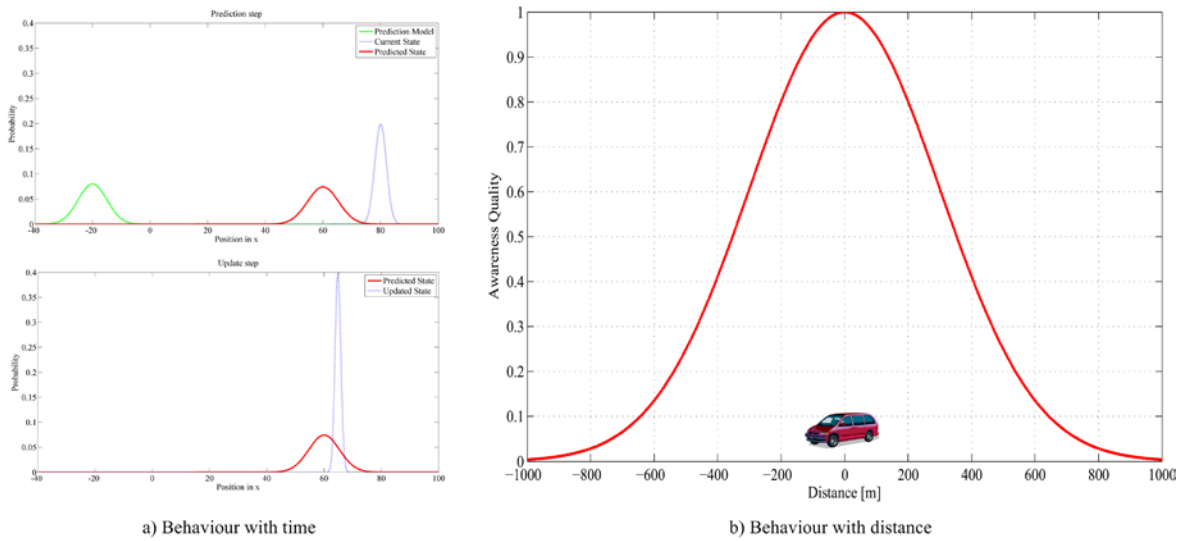 Prediction step
0.4
0.35
0.3
0.25
0.2
0.15
0.1
0.05
0
Probability
Prediction Model
Current State
Predicted State
-40 -20 0 20 40 60 80 100
Position in x
Update step
0.4
0.35
0.3
0.25
0.2
0.15
0.1
0.05
0
Probability
Predicted State
Updated State
-40 -20 0 20 40 60 80 100
Position in x
a) Behaviour with time
1
0.9
0.8
0.7
0.6
0.5
0.4
0.3
0.2
0.1
0
Awareness Quality
−1000 −800 −600 −400 −200 0 200 400 600 800 1000
Distance [m]
b) Behaviour with distance